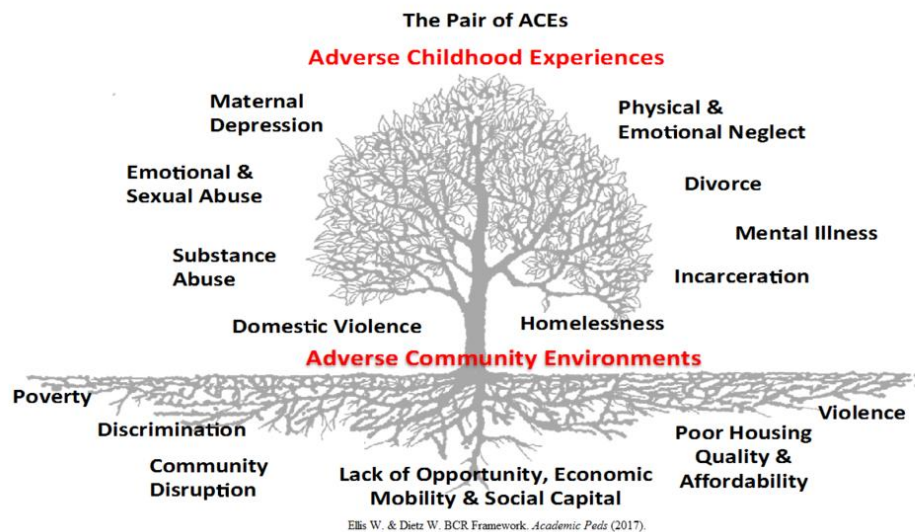 The Pair of ACEs
Adverse Childhood Experiences
Maternal
Depression
Physical &
Emotional Neglect
Emotional &
Sexual Abuse
Divorce
Mental Illness
Substance
Abuse
Incarceration
Domestic Violence
Homelessness
Adverse Community Environments
Poverty
Violence
Discrimination
Poor Housing
Quality &
Affordability
Community
Disruption
Lack of Opportunity, Economic
Mobility & Social Capital
Ellis W. & Dietz W. BCR Framework. Academic Peds (2017).